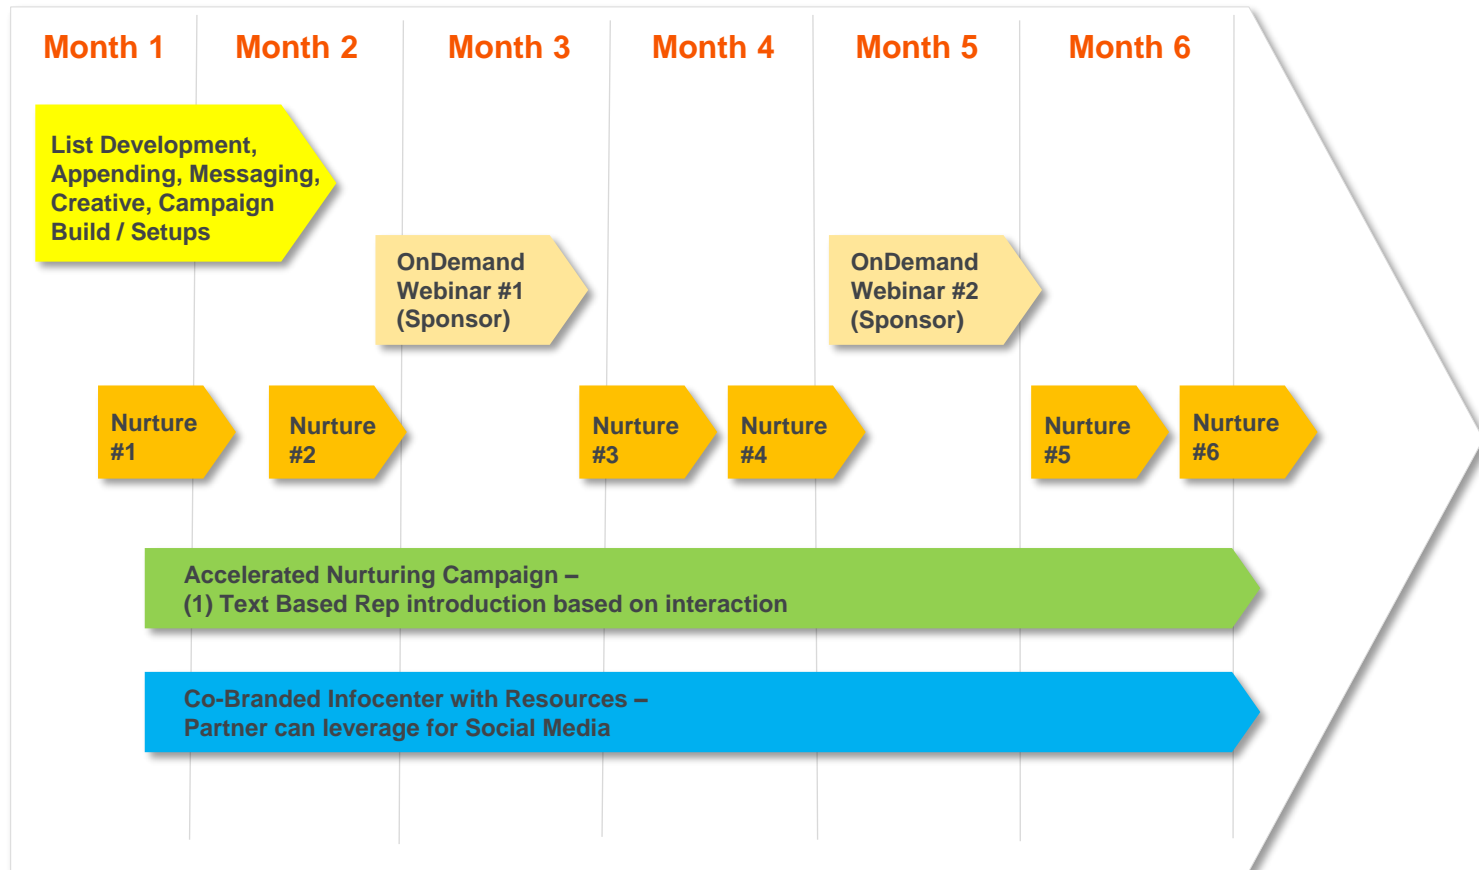 Month 1
Month 2
Month 3
Month 4
Month 5
Month 6
List Development,
Appending, Messaging,
Creative, Campaign
Build / Setups
OnDemand
Webinar #1
(Sponsor)
OnDemand
Webinar #2
(Sponsor)
Nurture
#1
Nurture
#2
Nurture
#3
Nurture
#4
Nurture
#5
Nurture
#6
Accelerated Nurturing Campaign –
(1) Text Based Rep introduction based on interaction
Co-Branded Infocenter with Resources –
Partner can leverage for Social Media